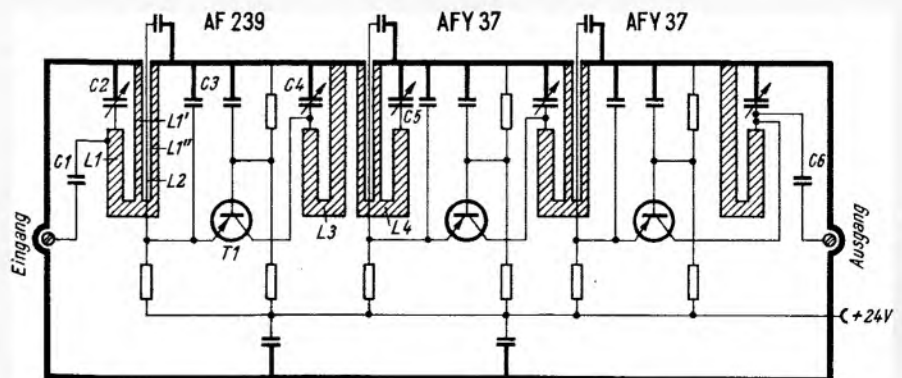 AF 239
AFY 37
AFY 37
C2
C3
C4
C5
L1'
L1"
L1
L2
C1
C6
T1
L3
L4
Eingang
Ausgang
+24V